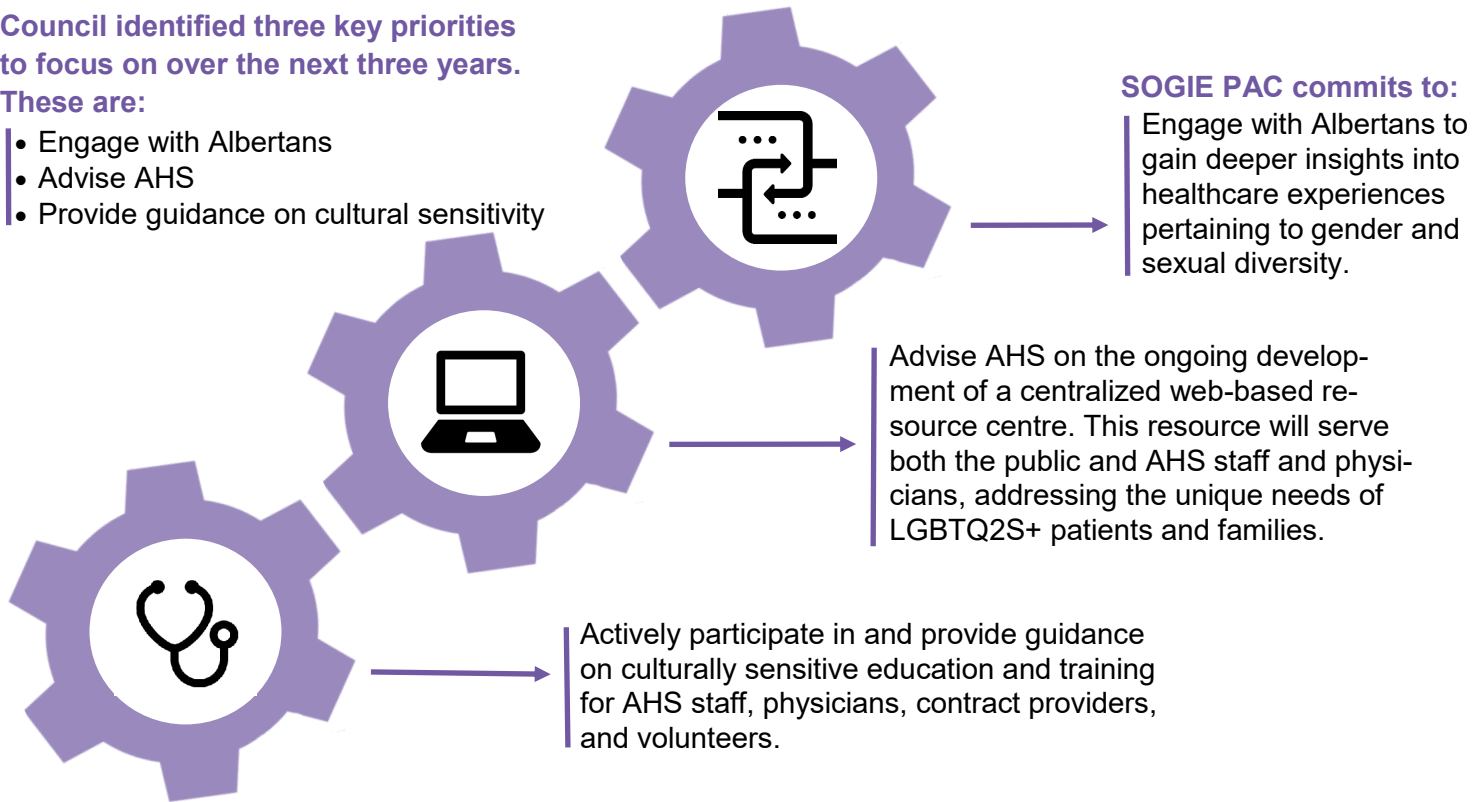 Council identified three key priorities
to focus on over the next three years.
These are:
• Engage with Albertans
• Advise AHS
• Provide guidance on cultural sensitivity
SOGIE PAC commits to:
Engage with Albertans to
gain deeper insights into
healthcare experiences
pertaining to gender and
sexual diversity.
Advise AHS on the ongoing develop-
ment of a centralized web-based re-
source centre. This resource will serve
both the public and AHS staff and physi-
cians, addressing the unique needs of
LGBTQ2S+ patients and families.
Actively participate in and provide guidance
on culturally sensitive education and training
for AHS staff, physicians, contract providers,
and volunteers.